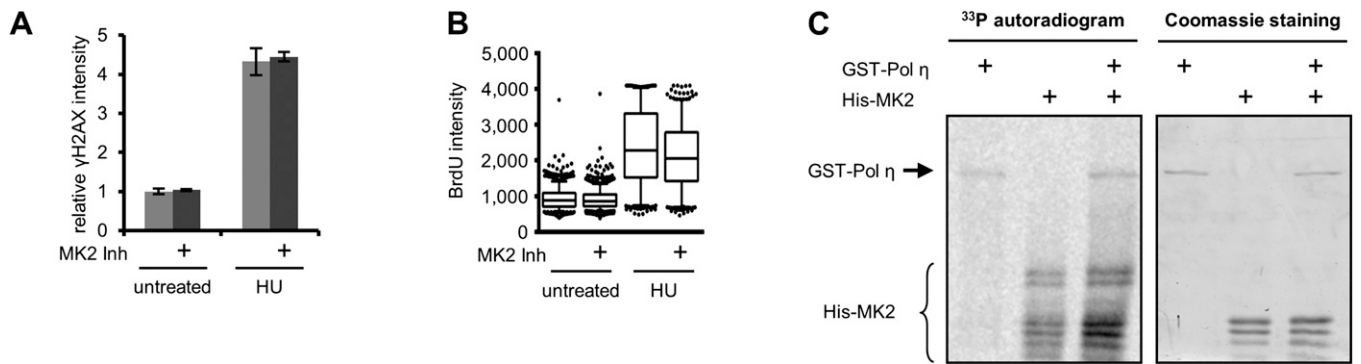 A
relative γH2AX intensity
5
4
3
2
1
0
MK2 Inh + +
untreated HU
B
BrdU intensity
5,000
4,000
3,000
2,000
1,000
0
MK2 Inh + +
untreated HU
C
³³P autoradiogram Coomassie staining
GST-Pol η + + + +
His-MK2 + + + +
GST-Pol η
His-MK2